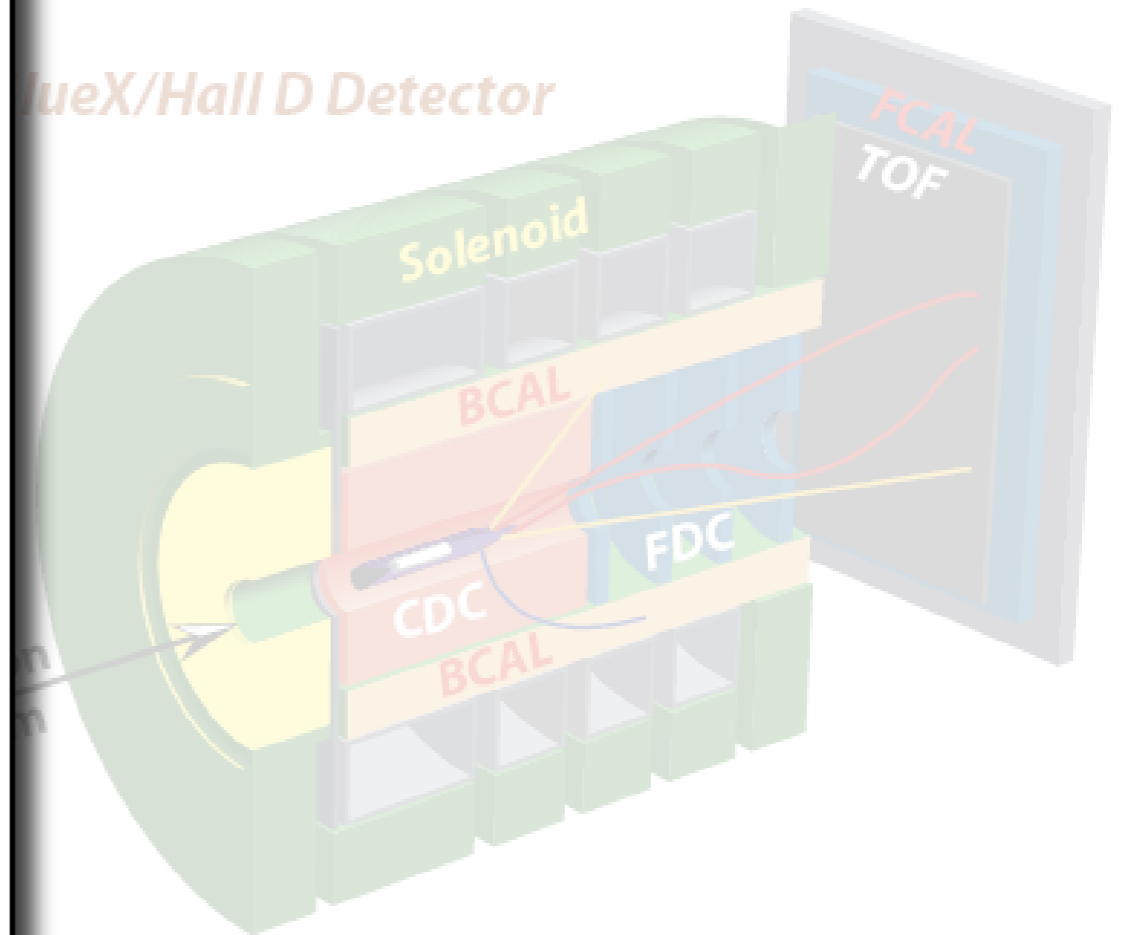 lueX/Hall D Detector
FCAL
TOF
Solenoid
BCAL
FDC
CDC
BCAL
n
m